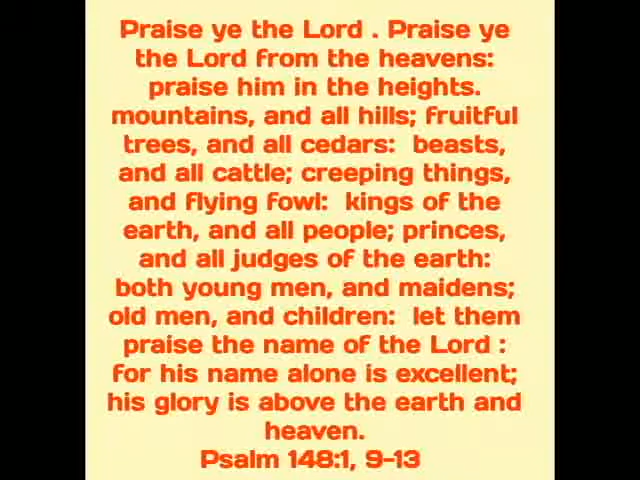 Praise ye the Lord . Praise ye
the Lord from the heavens:
praise him in the heights.
mountains, and all hills; fruitful
trees, and all cedars:  beasts,
and all cattle; creeping things,
and flying fowl:  kings of the
earth, and all people; princes,
and all judges of the earth:
both young men, and maidens;
old men, and children:  let them
praise the name of the Lord :
for his name alone is excellent;
his glory is above the earth and
heaven.
Psalm 148:1, 9-13